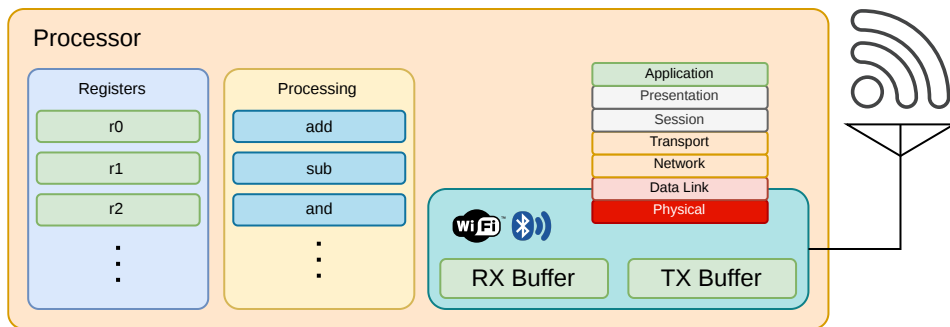 Processor
Registers
r0
r1
r2
Processing
add
sub
and
Application
Presentation
Session
Transport
Network
Data Link
Physical
WiFi™
RX Buffer
TX Buffer